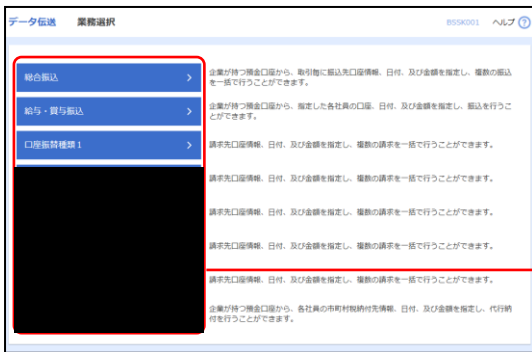 データ伝送 業務選択 BSSK001 ヘルプ ?
総合振込 >
企業が持つ預金口座から、取引毎に振込先口座情報、日付、及び金額を指定し、複数の振込
を一括で行うことができます。
給与・賞与振込 >
企業が持つ預金口座から、指定した各社員の口座、日付、及び金額を指定し、振込を行うこ
とができます。
口座振替種類1 >
請求先口座情報、日付、及び金額を指定し、複数の請求を一括で行うことができます。
請求先口座情報、日付、及び金額を指定し、複数の請求を一括で行うことができます。
請求先口座情報、日付、及び金額を指定し、複数の請求を一括で行うことができます。
請求先口座情報、日付、及び金額を指定し、複数の請求を一括で行うことができます。
請求先口座情報、日付、及び金額を指定し、複数の請求を一括で行うことができます。
企業が持つ預金口座から、各社員の市町村税納付先情報、日付、及び金額を指定し、代行納
付を行うことができます。